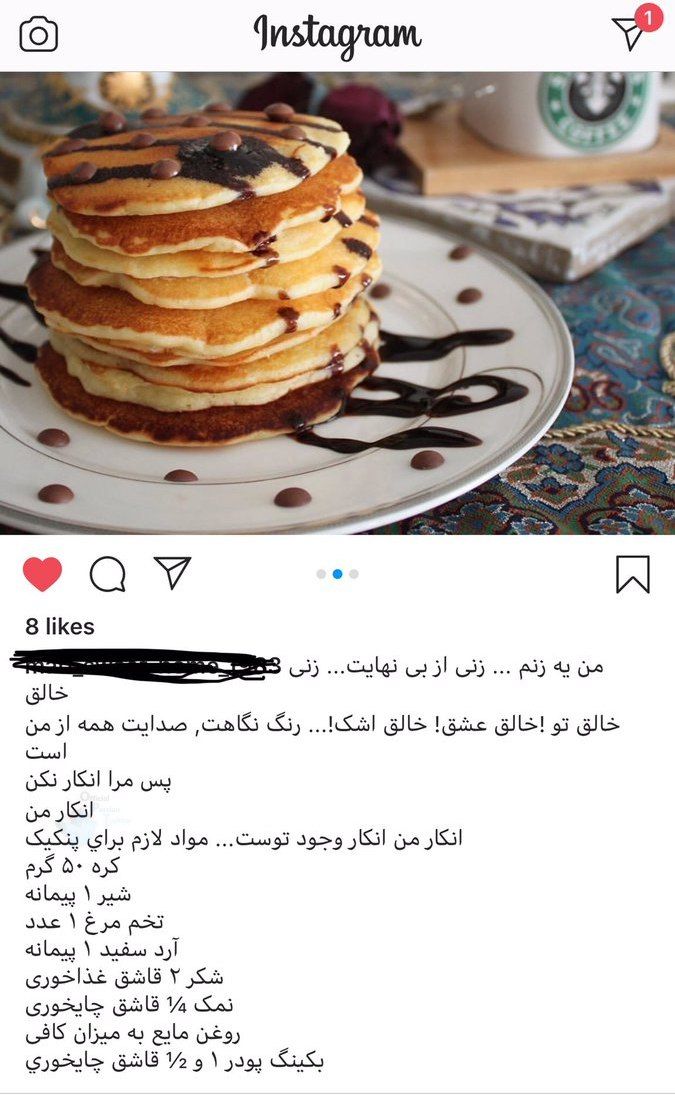 Instagram
1
COFFEE
8 likes
من یه زنم ... زنی از بی نهایت... زنی
خالق
خالق تو !خالق عشق! خالق اشک!... رنگ نگاهت, صدایت همه از من
است
پس مرا انکار نکن
انکار من
انکار من انکار وجود توست... مواد لازم براي پنکیک
کره ۵۰ گرم
شیر ۱ پیمانه
تخم مرغ ۱ عدد
آرد سفید ۱ پیمانه
شکر ۲ قاشق غذاخوری
نمک ¼ قاشق چایخوری
روغن مایع به میزان کافی
بکینگ پودر ۱ و ½ قاشق چایخوري